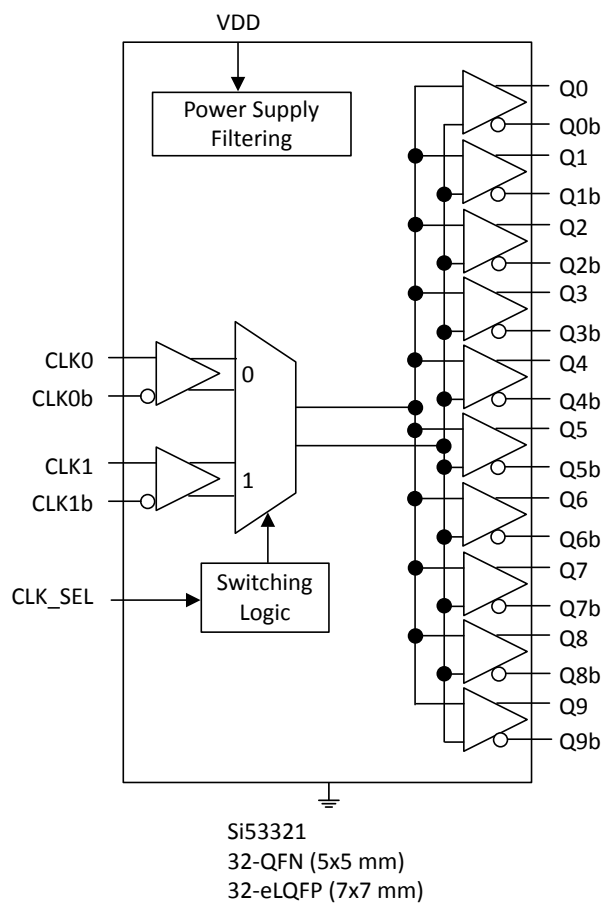 VDD
Power Supply
Filtering
CLK0
CLK0b
CLK1
CLK1b
0
1
CLK_SEL
Switching
Logic
Q0
Q0b
Q1
Q1b
Q2
Q2b
Q3
Q3b
Q4
Q4b
Q5
Q5b
Q6
Q6b
Q7
Q7b
Q8
Q8b
Q9
Q9b
Si53321
32-QFN (5x5 mm)
32-eLQFP (7x7 mm)